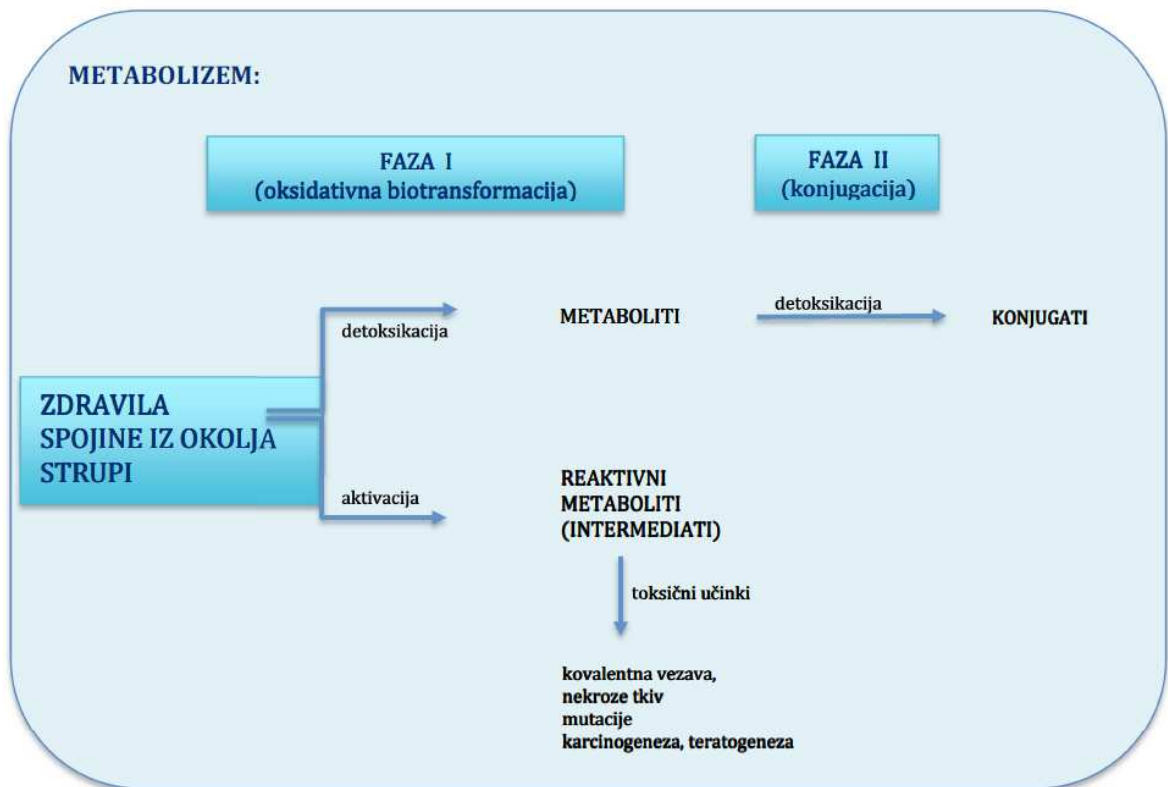 METABOLIZEM:
FAZA I
(oksidativna biotransformacija)
FAZA II
(konjugacija)
detoksikacija
METABOLITI
detoksikacija
KONJUGATI
ZDRAVILA
SPOJINE IZ OKOLJA
STRUPI
aktivacija
REAKTIVNI
METABOLITI
(INTERMEDIATI)
toksični učinki
kovalentna vezava,
nekroze tkiv
mutacije
karcinogeneza, teratogeneza